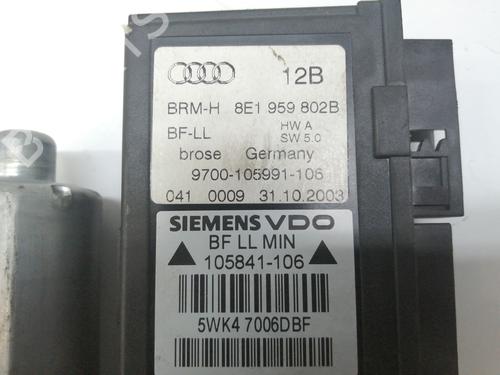 12B
BRM-H 8E1 959 802B
BF-LL HW A
SW 5.0
brose Germany
9700-105991-106
041 0009 31.10.2003
SIEMENS VDO
BF LL MIN
105841-106
5WK4 7006DBF